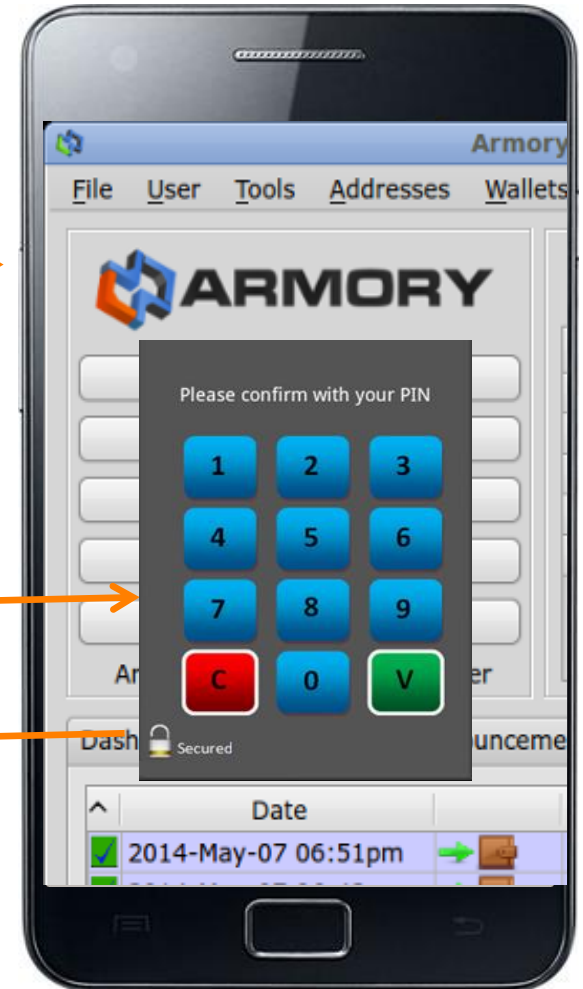 Armory
File User Tools Addresses Wallets
ARMORY
Please confirm with your PIN
1 2 3
4 5 6
7 8 9
C 0 V
Secured
Date
2014-May-07 06:51pm